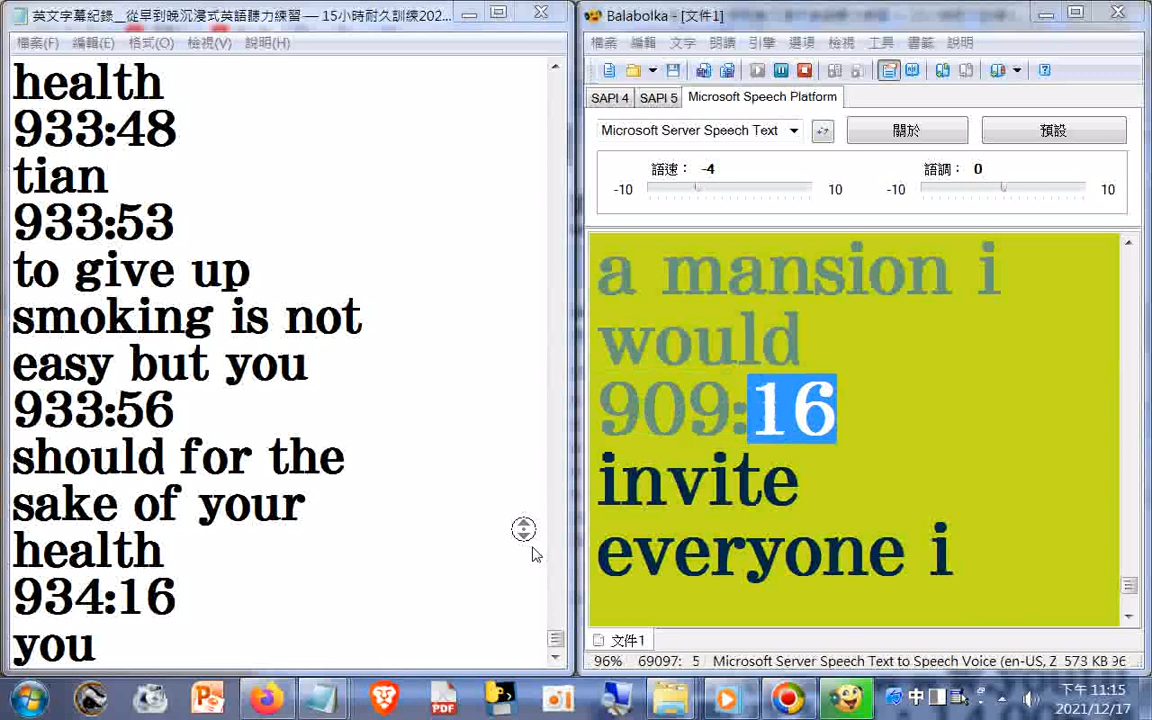 英文字幕紀錄__從早到晚沉浸式英語聽力練習 — 15小時耐久訓練202...
檔案(F) 編輯(E) 格式(O) 檢視(V) 說明(H)
health
933:48
tian
933:53
to give up
smoking is not
easy but you
933:56
should for the
sake of your
health
934:16
you
Balabolka - [文件1]
檔案 編輯 文字 朗讀 引擎 選項 檢視 工具 書籤 說明
SAPI 4 SAPI 5 Microsoft Speech Platform
Microsoft Server Speech Text 關於 預設
語速： -4 語調： 0
-10 10 -10 10
a mansion i
would
909:16
invite
everyone i
文件1
96% 69097: 5 Microsoft Server Speech Text to Speech Voice (en-US, Z 573 KB 96
PDF
中
下午 11:15
2021/12/17